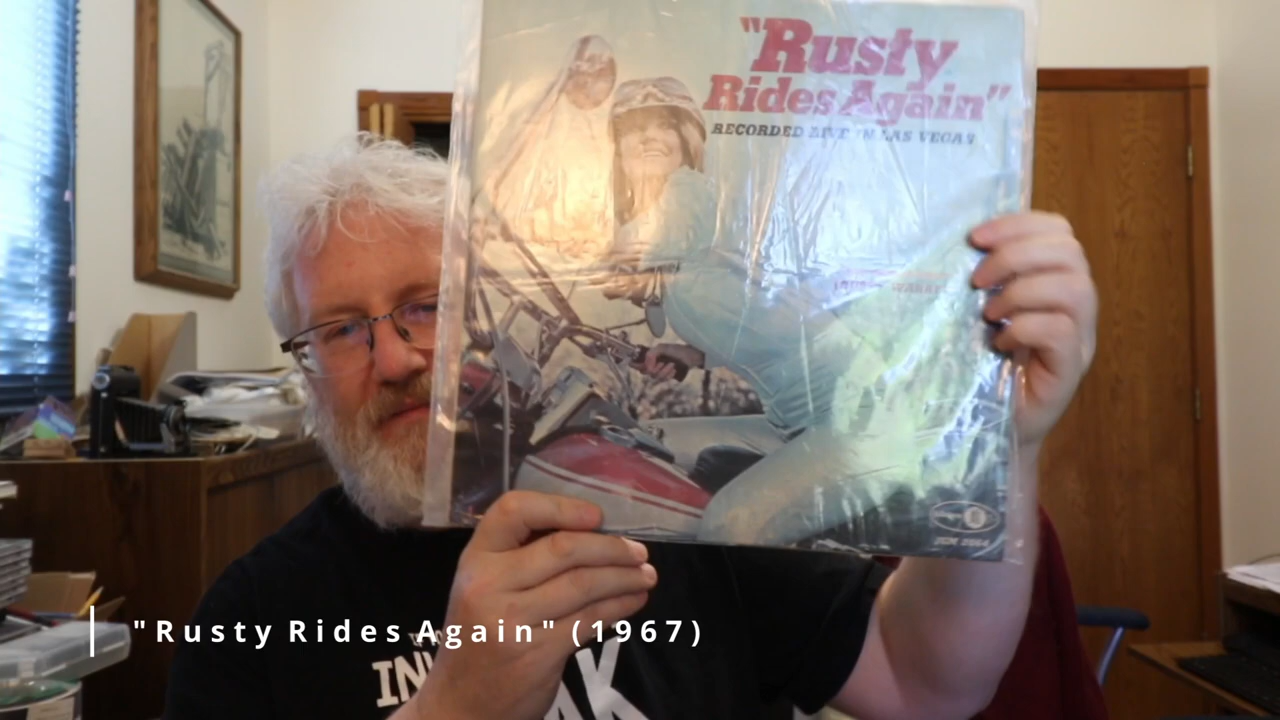 "Rusty
Rides Again"
RECORDED LIVE IN LAS VEGAS
"Rusty Rides Again" (1967)